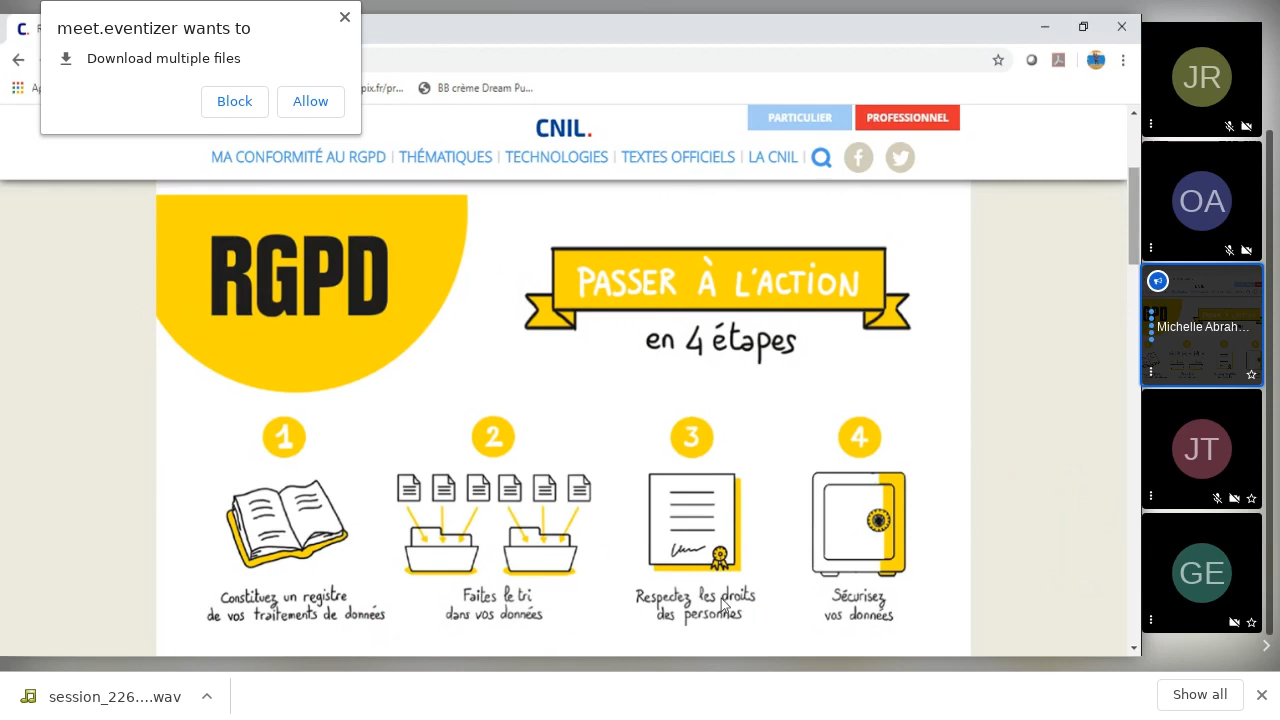 meet.eventizer wants to
Download multiple files
Block
Allow
pix.fr/pr...
BB crème Dream Pu...
PARTICULIER
PROFESSIONNEL
CNIL.
MA CONFORMITÉ AU RGPD | THÉMATIQUES | TECHNOLOGIES | TEXTES OFFICIELS | LA CNIL |
RGPD
PASSER À L'ACTION
en 4 étapes
1
2
3
4
Constituez un registre
de vos traitements de données
Faites le tri
dans vos données
Respectez les droits
des personnes
Sécurisez
vos données
JR
OA
Michelle Abrah...
JT
GE
session_226....wav
Show all